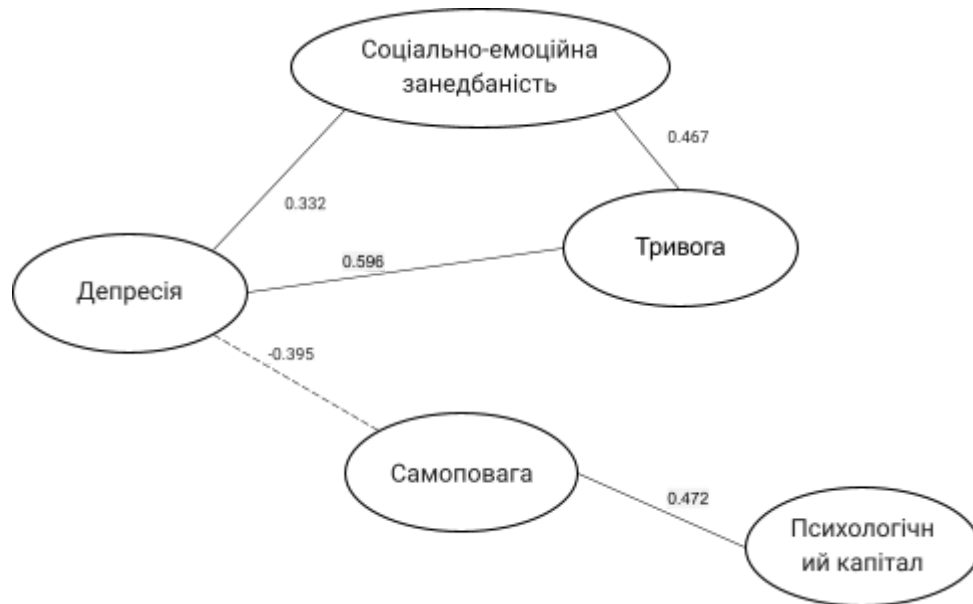 Соціально-емоційна
занедбаність
0.467
0.332
Тривога
0.596
Депресія
-0.395
Самоповага
0.472
Психологічн
ий капітал